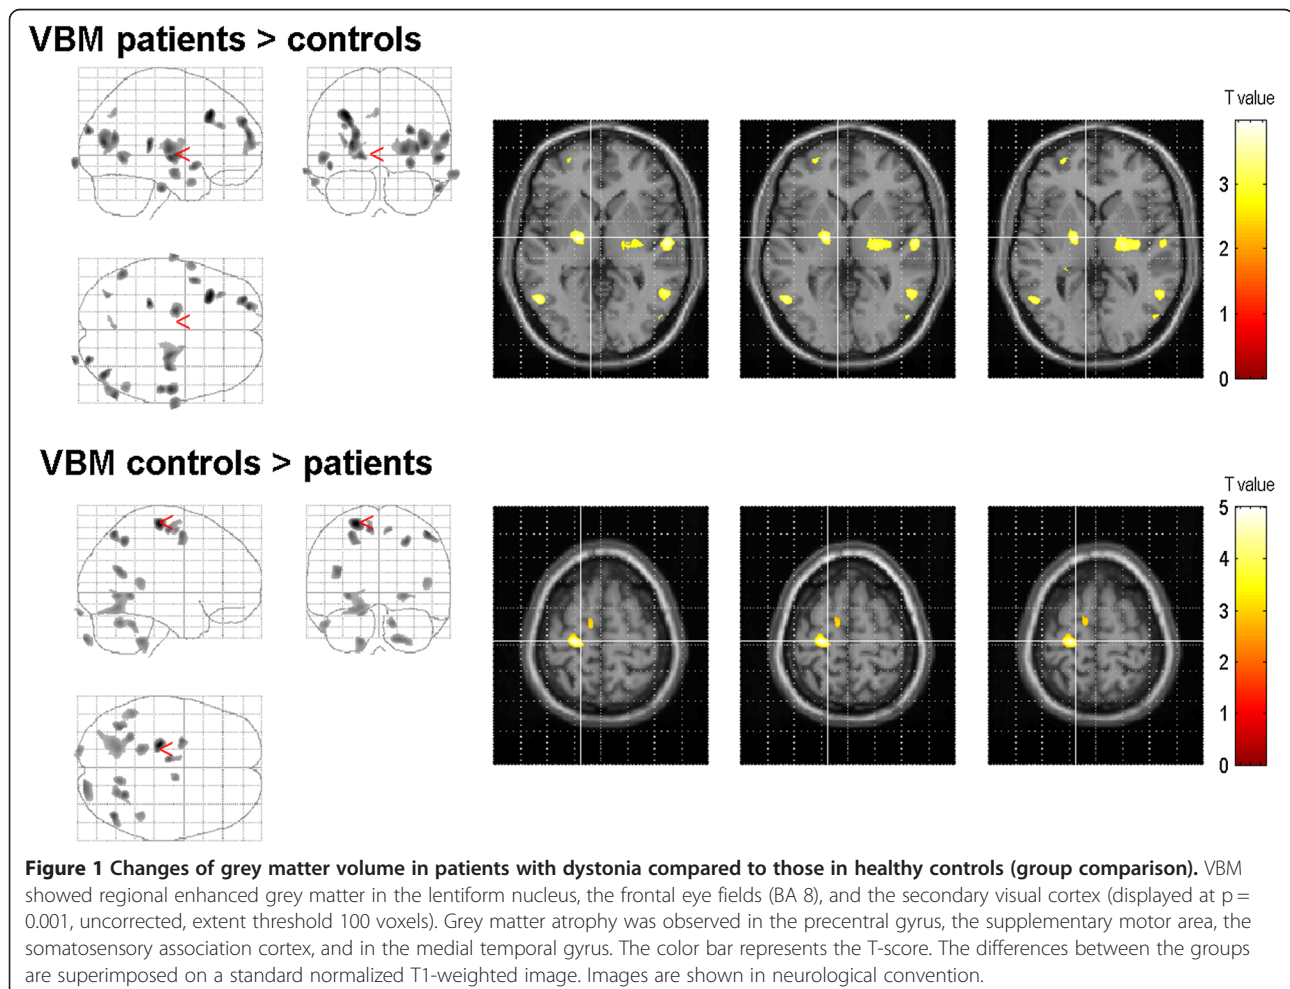 VBM patients > controls
T value
3
2
1
0
VBM controls > patients
T value
5
4
3
2
1
0
Figure 1 Changes of grey matter volume in patients with dystonia compared to those in healthy controls (group comparison). VBM
showed regional enhanced grey matter in the lentiform nucleus, the frontal eye fields (BA 8), and the secondary visual cortex (displayed at p =
0.001, uncorrected, extent threshold 100 voxels). Grey matter atrophy was observed in the precentral gyrus, the supplementary motor area, the
somatosensory association cortex, and in the medial temporal gyrus. The color bar represents the T-score. The differences between the groups
are superimposed on a standard normalized T1-weighted image. Images are shown in neurological convention.